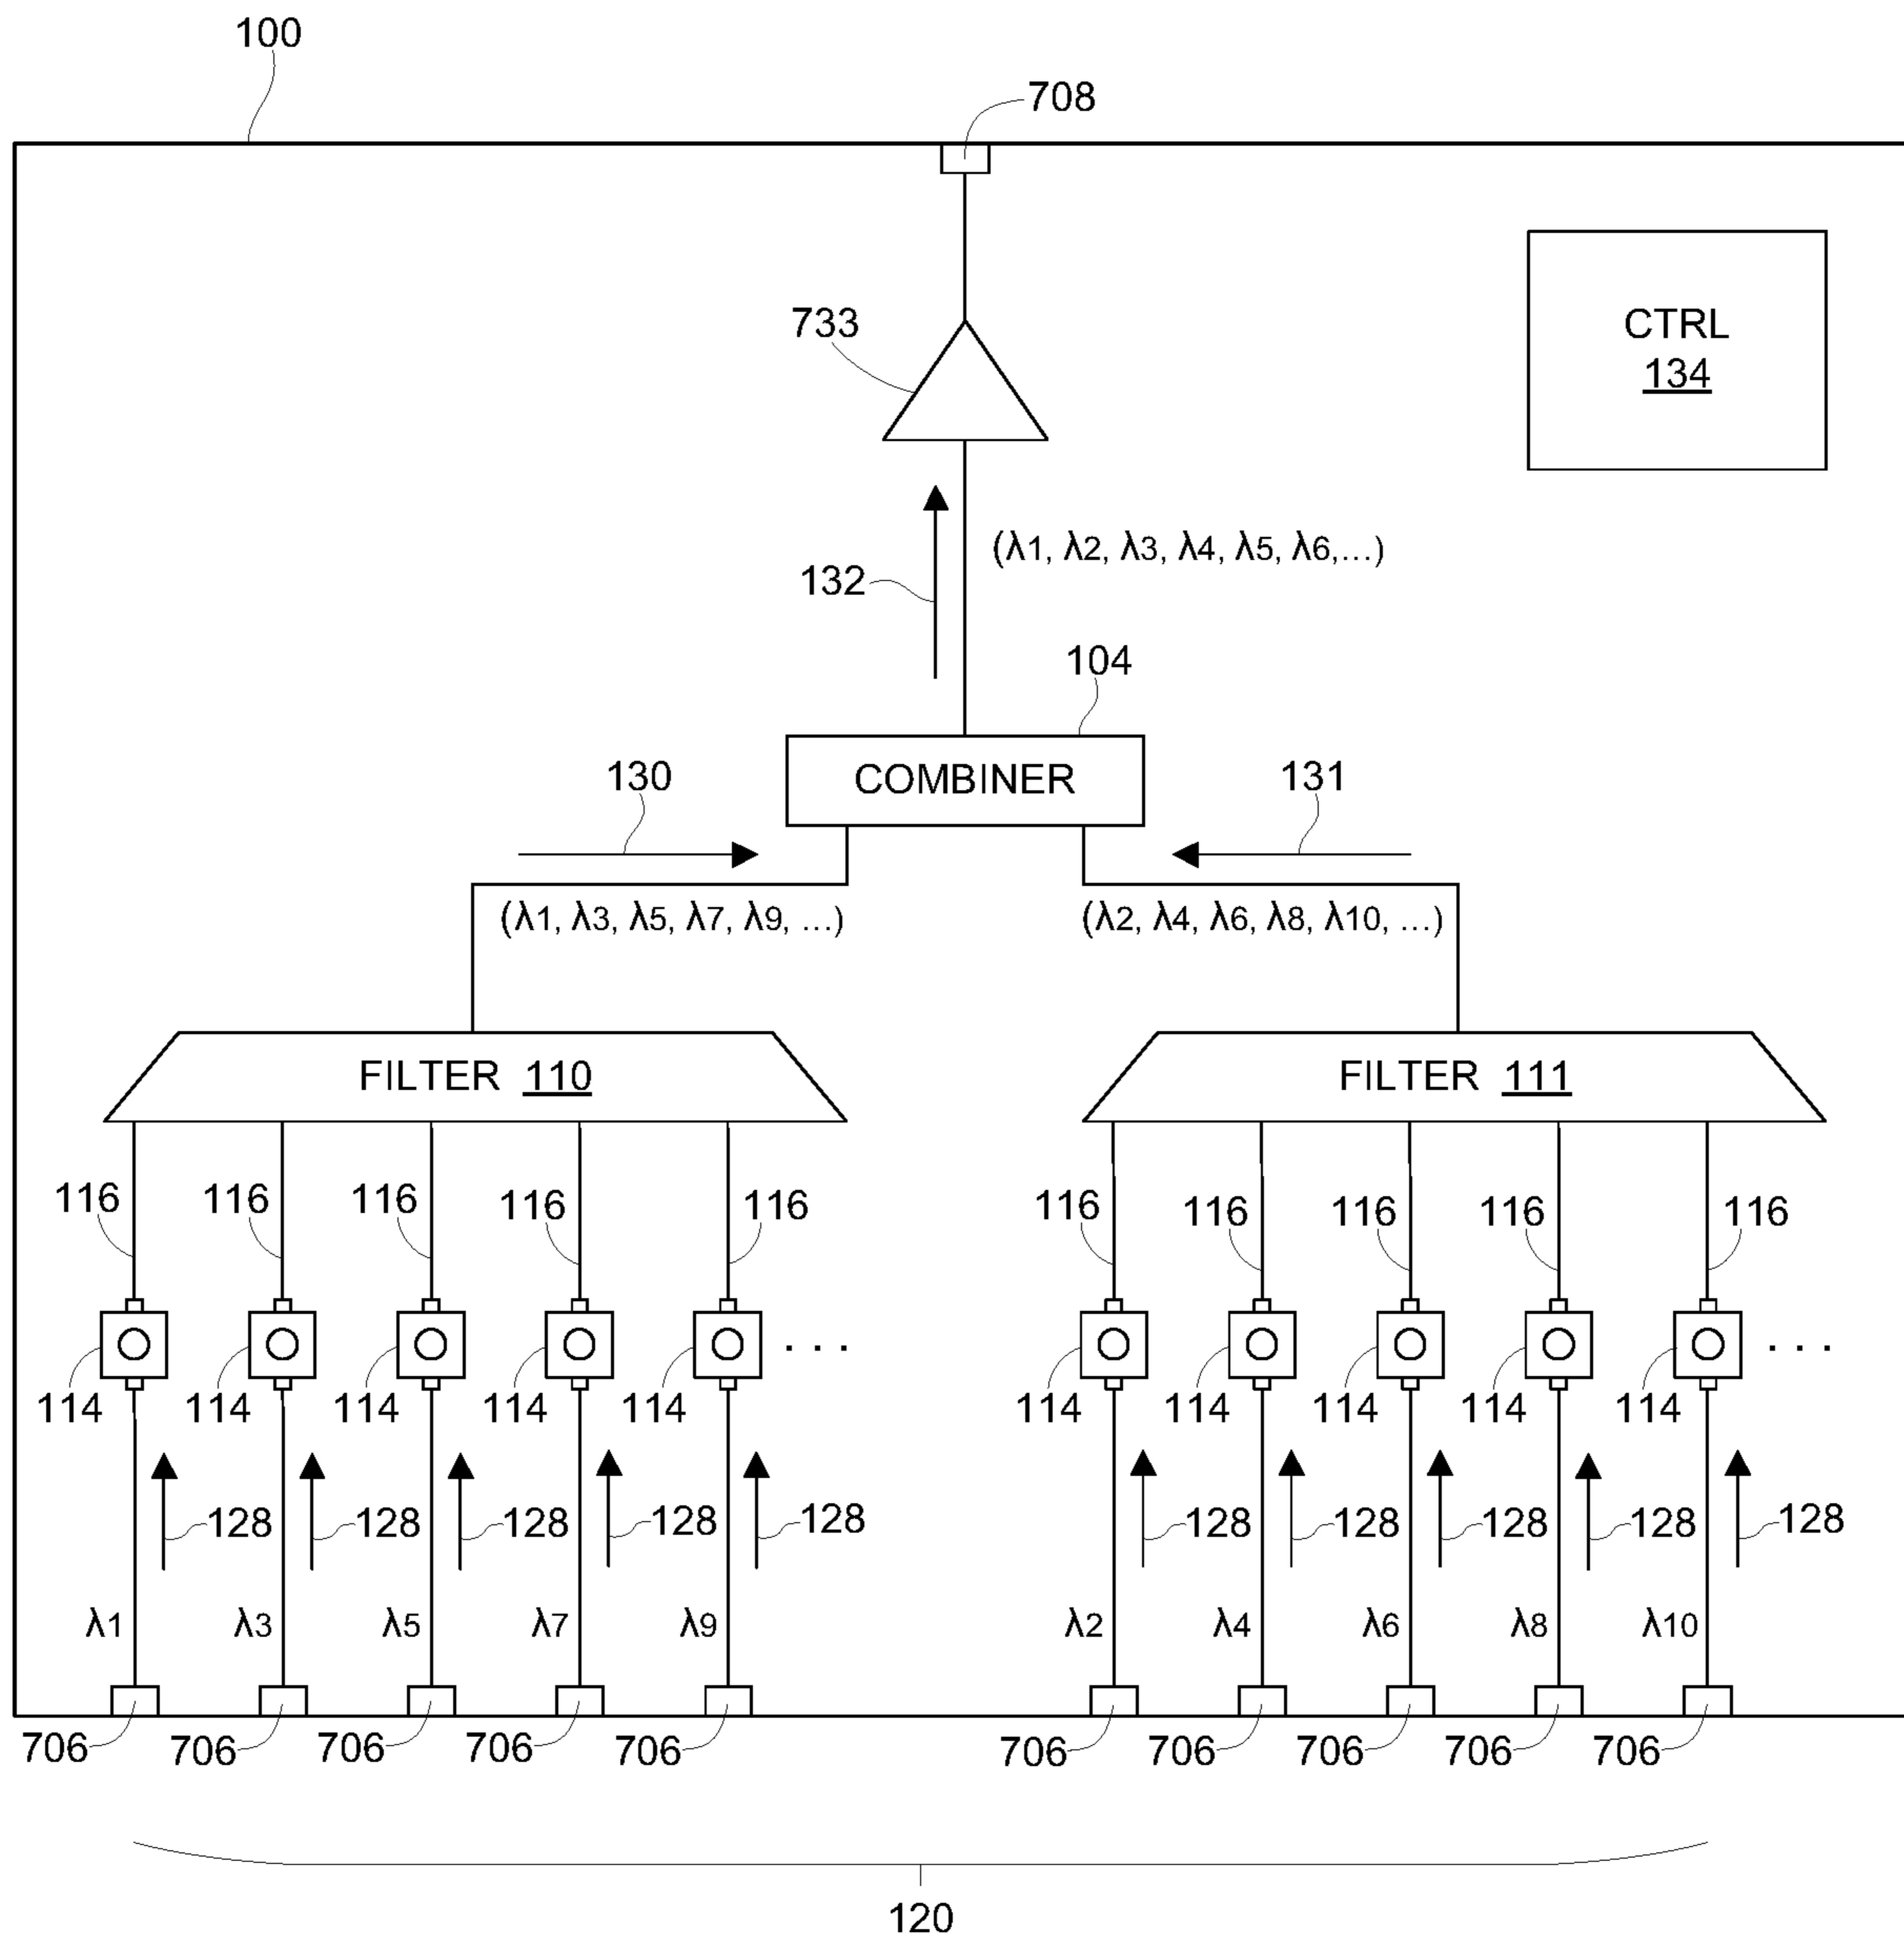 100
708
733
CTRL
134
(λ1, λ2, λ3, λ4, λ5, λ6,...)
132
104
COMBINER
130
131
(λ1, λ3, λ5, λ7, λ9, ...)
(λ2, λ4, λ6, λ8, λ10, ...)
FILTER 110
FILTER 111
116 116 116 116 116 116 116 116 116 116
. . . . . .
114 114 114 114 114 114 114 114 114 114
128 128 128 128 128 128 128 128 128 128
λ1 λ3 λ5 λ7 λ9 λ2 λ4 λ6 λ8 λ10
706 706 706 706 706 706 706 706 706 706
120